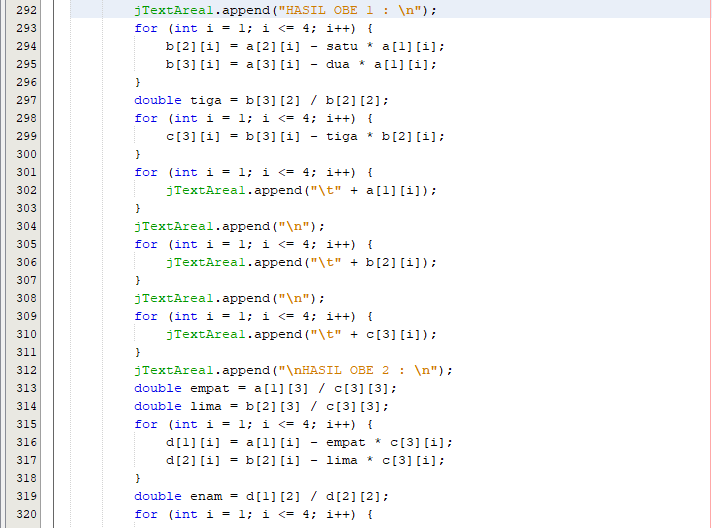 292 jTextArea1.append("HASIL OBE 1 : \n");
293 for (int i = 1; i <= 4; i++) {
294 b[2][i] = a[2][i] - satu * a[1][i];
295 b[3][i] = a[3][i] - dua * a[1][i];
296 }
297 double tiga = b[3][2] / b[2][2];
298 for (int i = 1; i <= 4; i++) {
299 c[3][i] = b[3][i] - tiga * b[2][i];
300 }
301 for (int i = 1; i <= 4; i++) {
302 jTextArea1.append("\t" + a[1][i]);
303 }
304 jTextArea1.append("\n");
305 for (int i = 1; i <= 4; i++) {
306 jTextArea1.append("\t" + b[2][i]);
307 }
308 jTextArea1.append("\n");
309 for (int i = 1; i <= 4; i++) {
310 jTextArea1.append("\t" + c[3][i]);
311 }
312 jTextArea1.append("\nHASIL OBE 2 : \n");
313 double empat = a[1][3] / c[3][3];
314 double lima = b[2][3] / c[3][3];
315 for (int i = 1; i <= 4; i++) {
316 d[1][i] = a[1][i] - empat * c[3][i];
317 d[2][i] = b[2][i] - lima * c[3][i];
318 }
319 double enam = d[1][2] / d[2][2];
320 for (int i = 1; i <= 4; i++) {